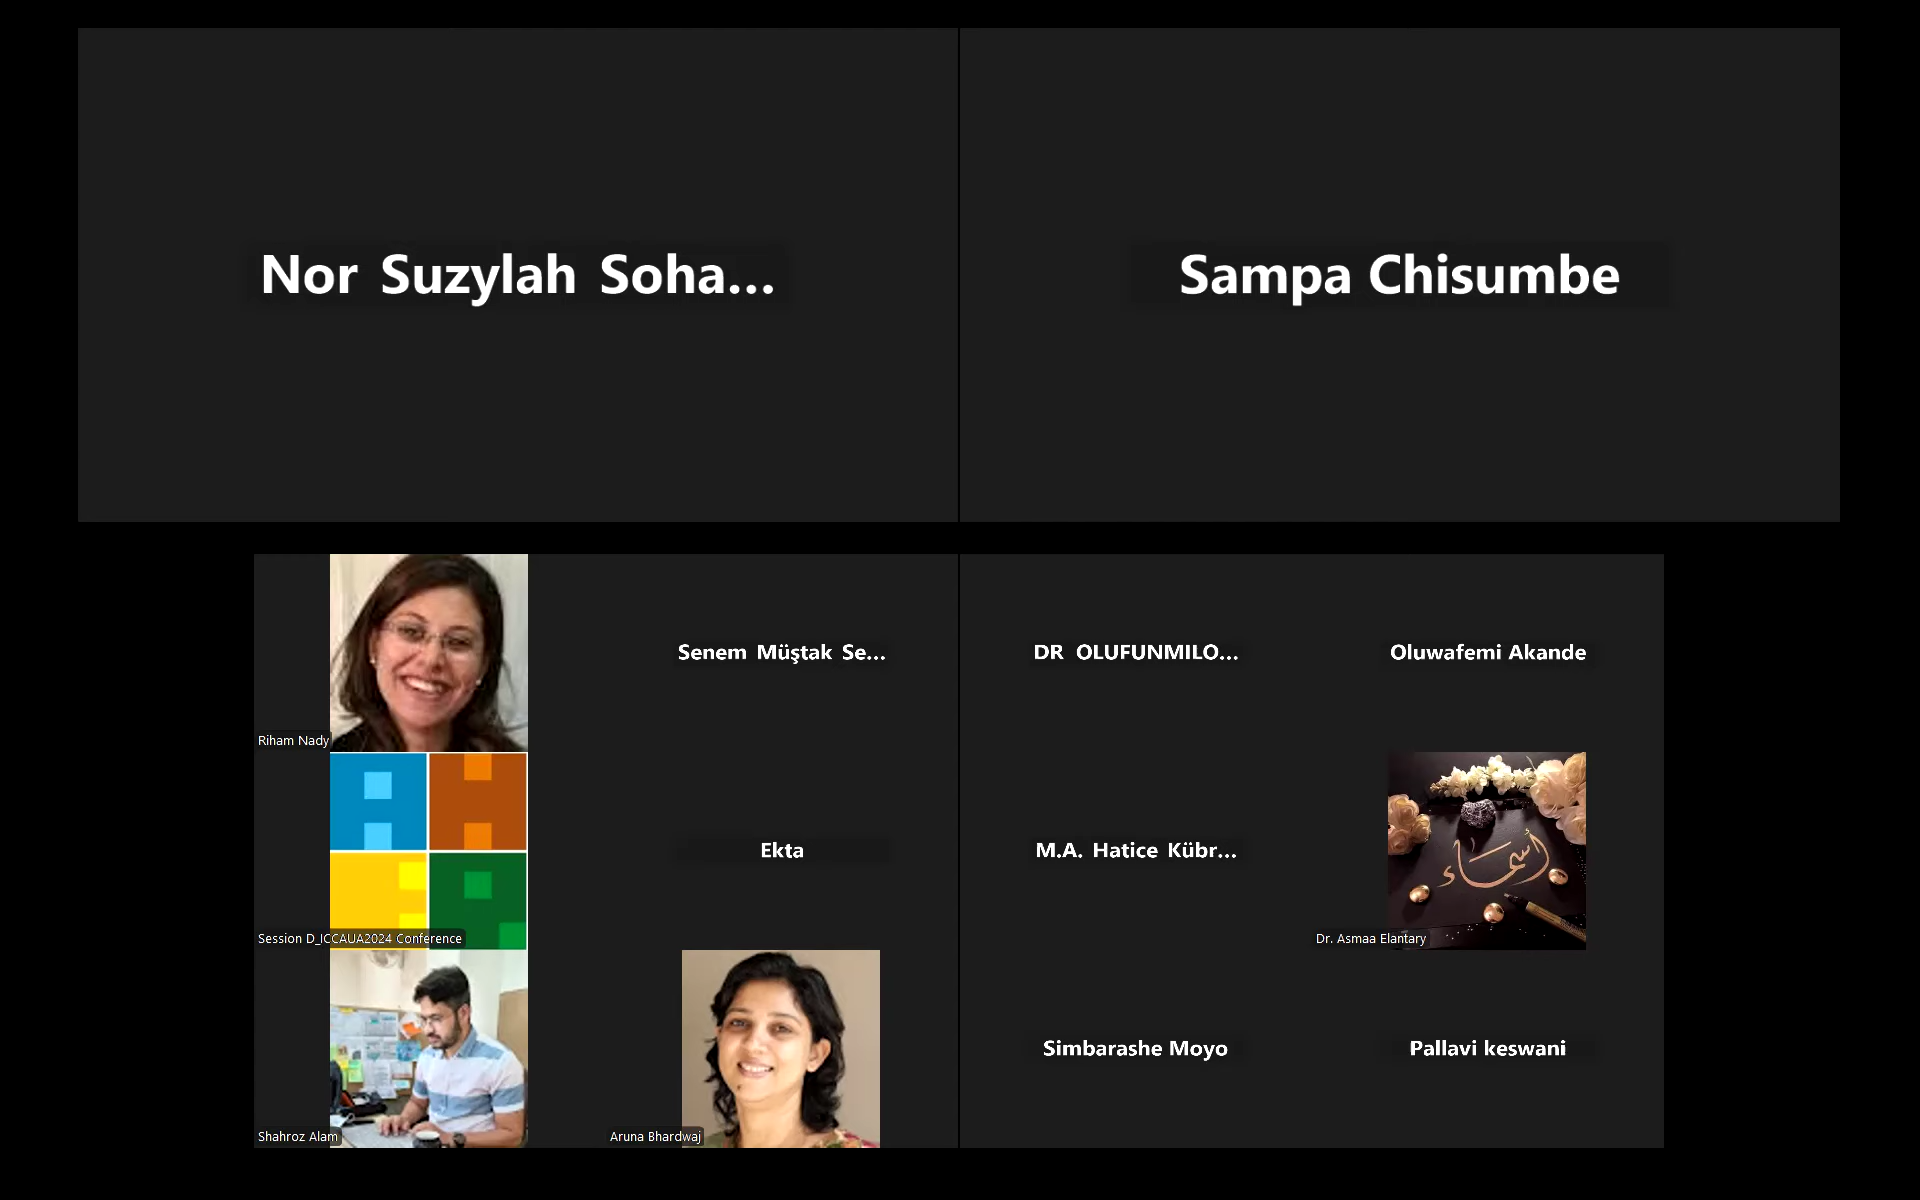 Nor Suzylah Soha...
Sampa Chisumbe
Riham Nady
Senem Müştak Se...
DR OLUFUNMILO...
Oluwafemi Akande
Session D_ICCAUA2024 Conference
Ekta
M.A. Hatice Kübr...
أسماء
Dr. Asmaa Elantary
Shahroz Alam
Aruna Bhardwaj
Simbarashe Moyo
Pallavi keswani